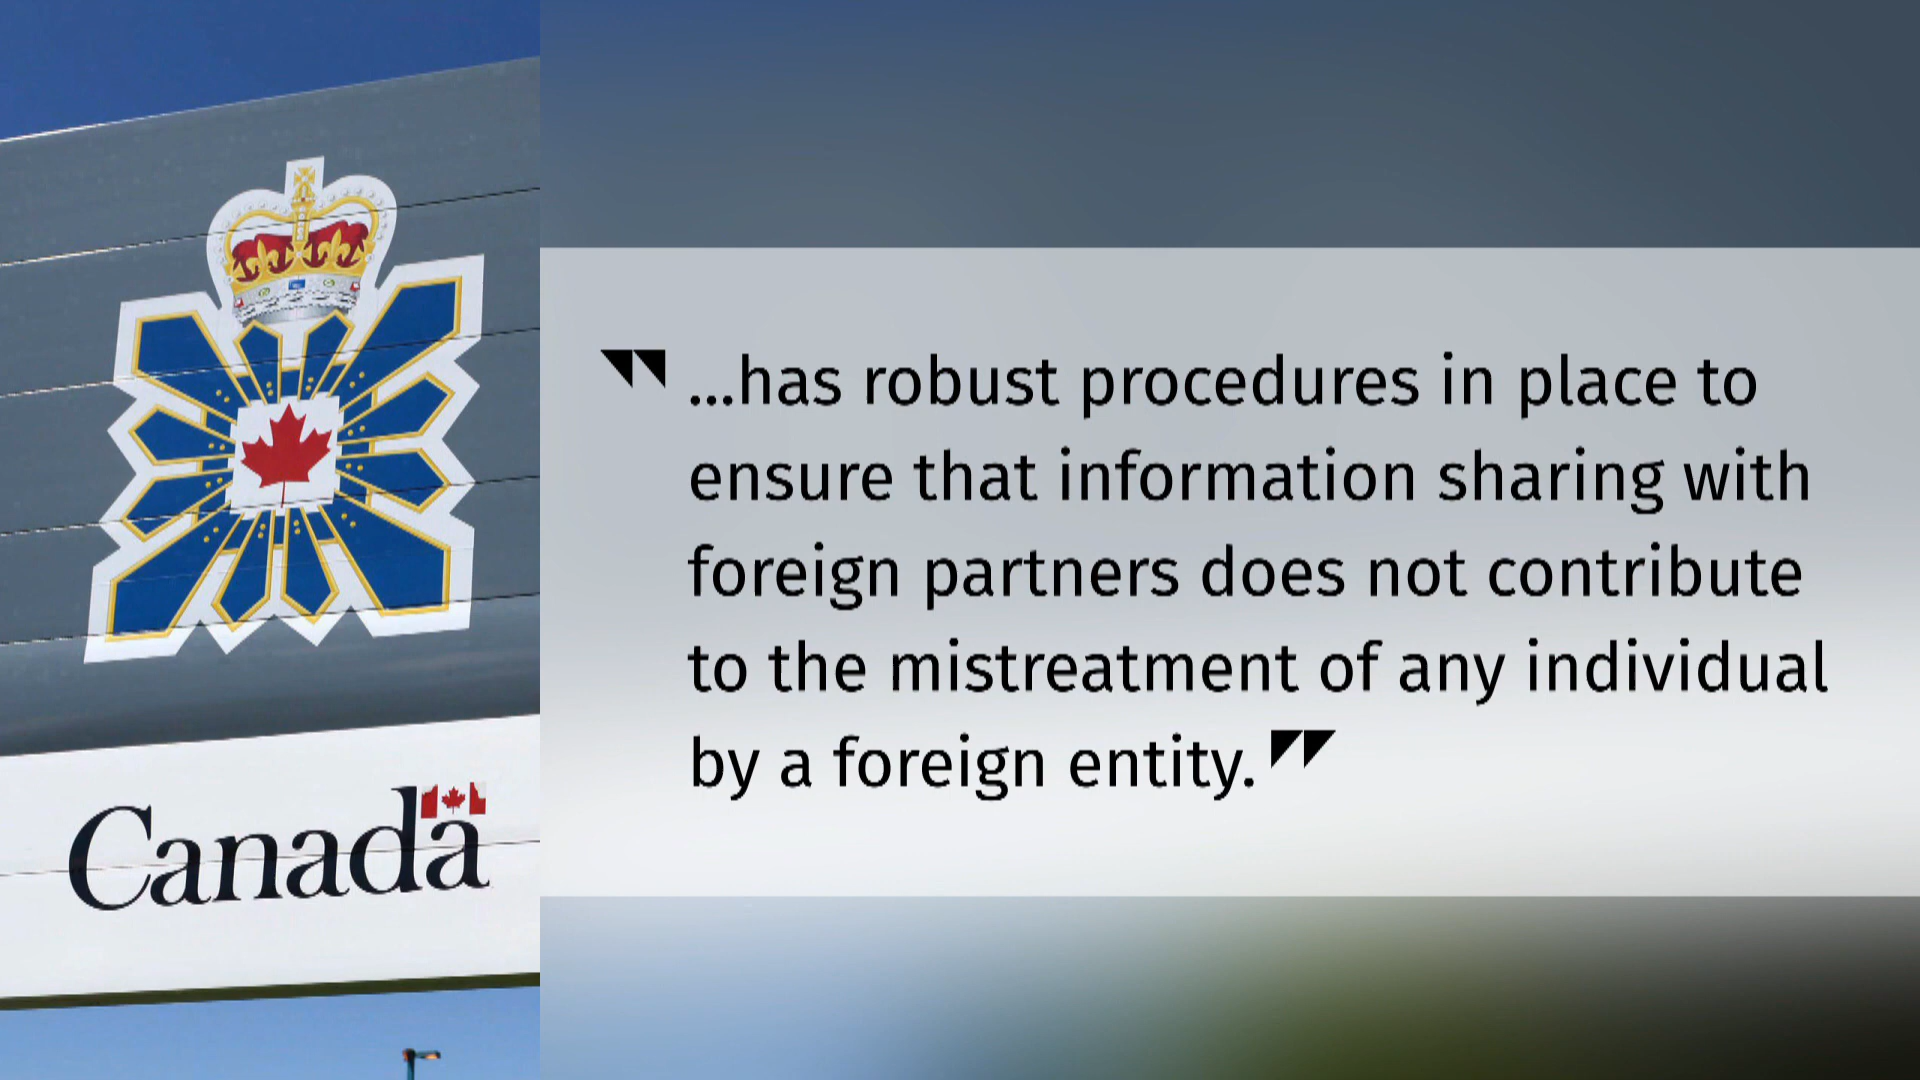 "...has robust procedures in place to
ensure that information sharing with
foreign partners does not contribute
to the mistreatment of any individual
by a foreign entity."
Canada